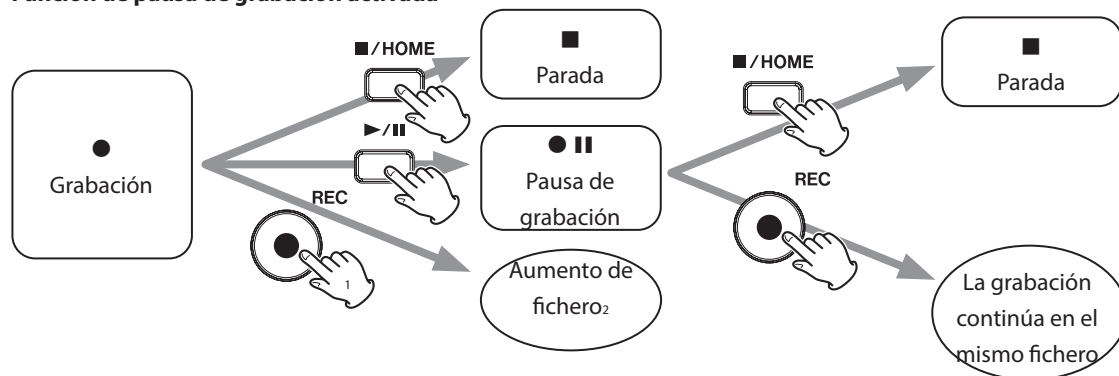 Función de pausa de grabación activada
●
Grabación
■/HOME
►/II
REC
1
■
Parada
● II
Pausa de
grabación
Aumento de
fichero2
■/HOME
REC
■
Parada
La grabación
continúa en el
mismo fichero